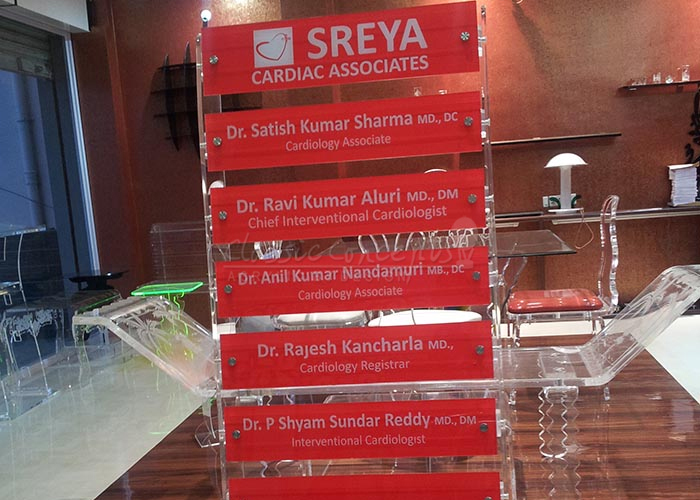 SREYA
CARDIAC ASSOCIATES
Dr. Satish Kumar Sharma MD., DC
Cardiology Associate
Dr. Ravi Kumar Aluri MD., DM
Chief Interventional Cardiologist
Dr. Anil Kumar Nandamuri MB., DC
Cardiology Associate
Dr. Rajesh Kancharla MD.,
Cardiology Registrar
Dr. P Shyam Sundar Reddy MD., DM
Interventional Cardiologist